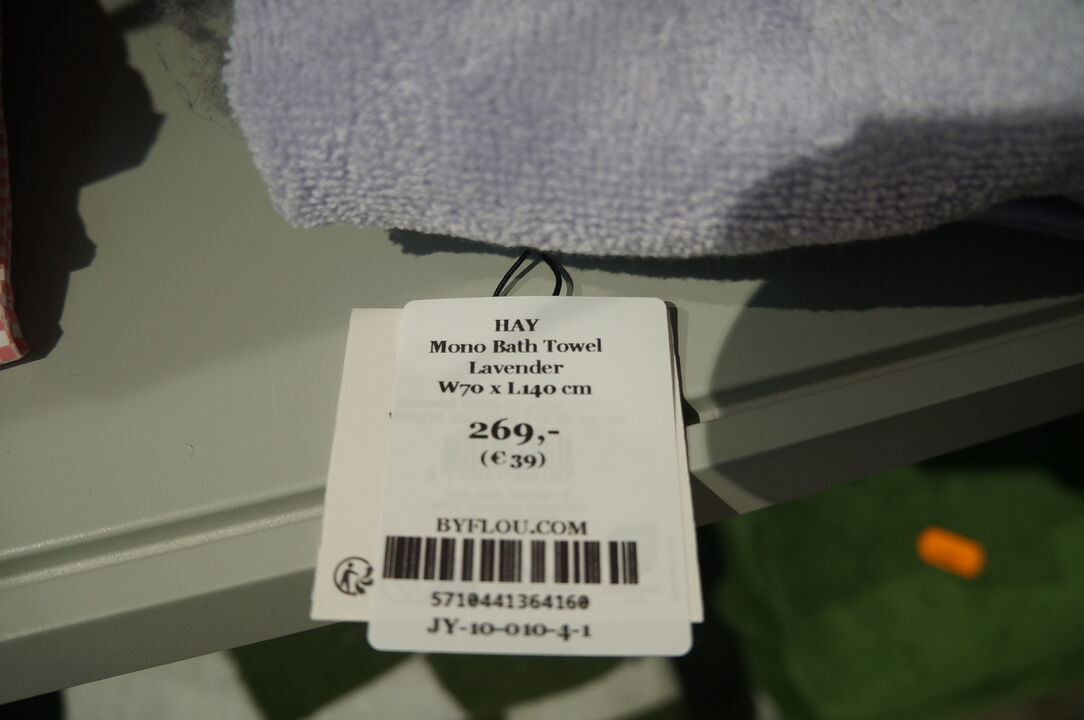 HAY
Mono Bath Towel
Lavender
W70 x L140 cm
269,-
(€ 39)
BYFLOU.COM
5710441364160
JY-10-010-4-1